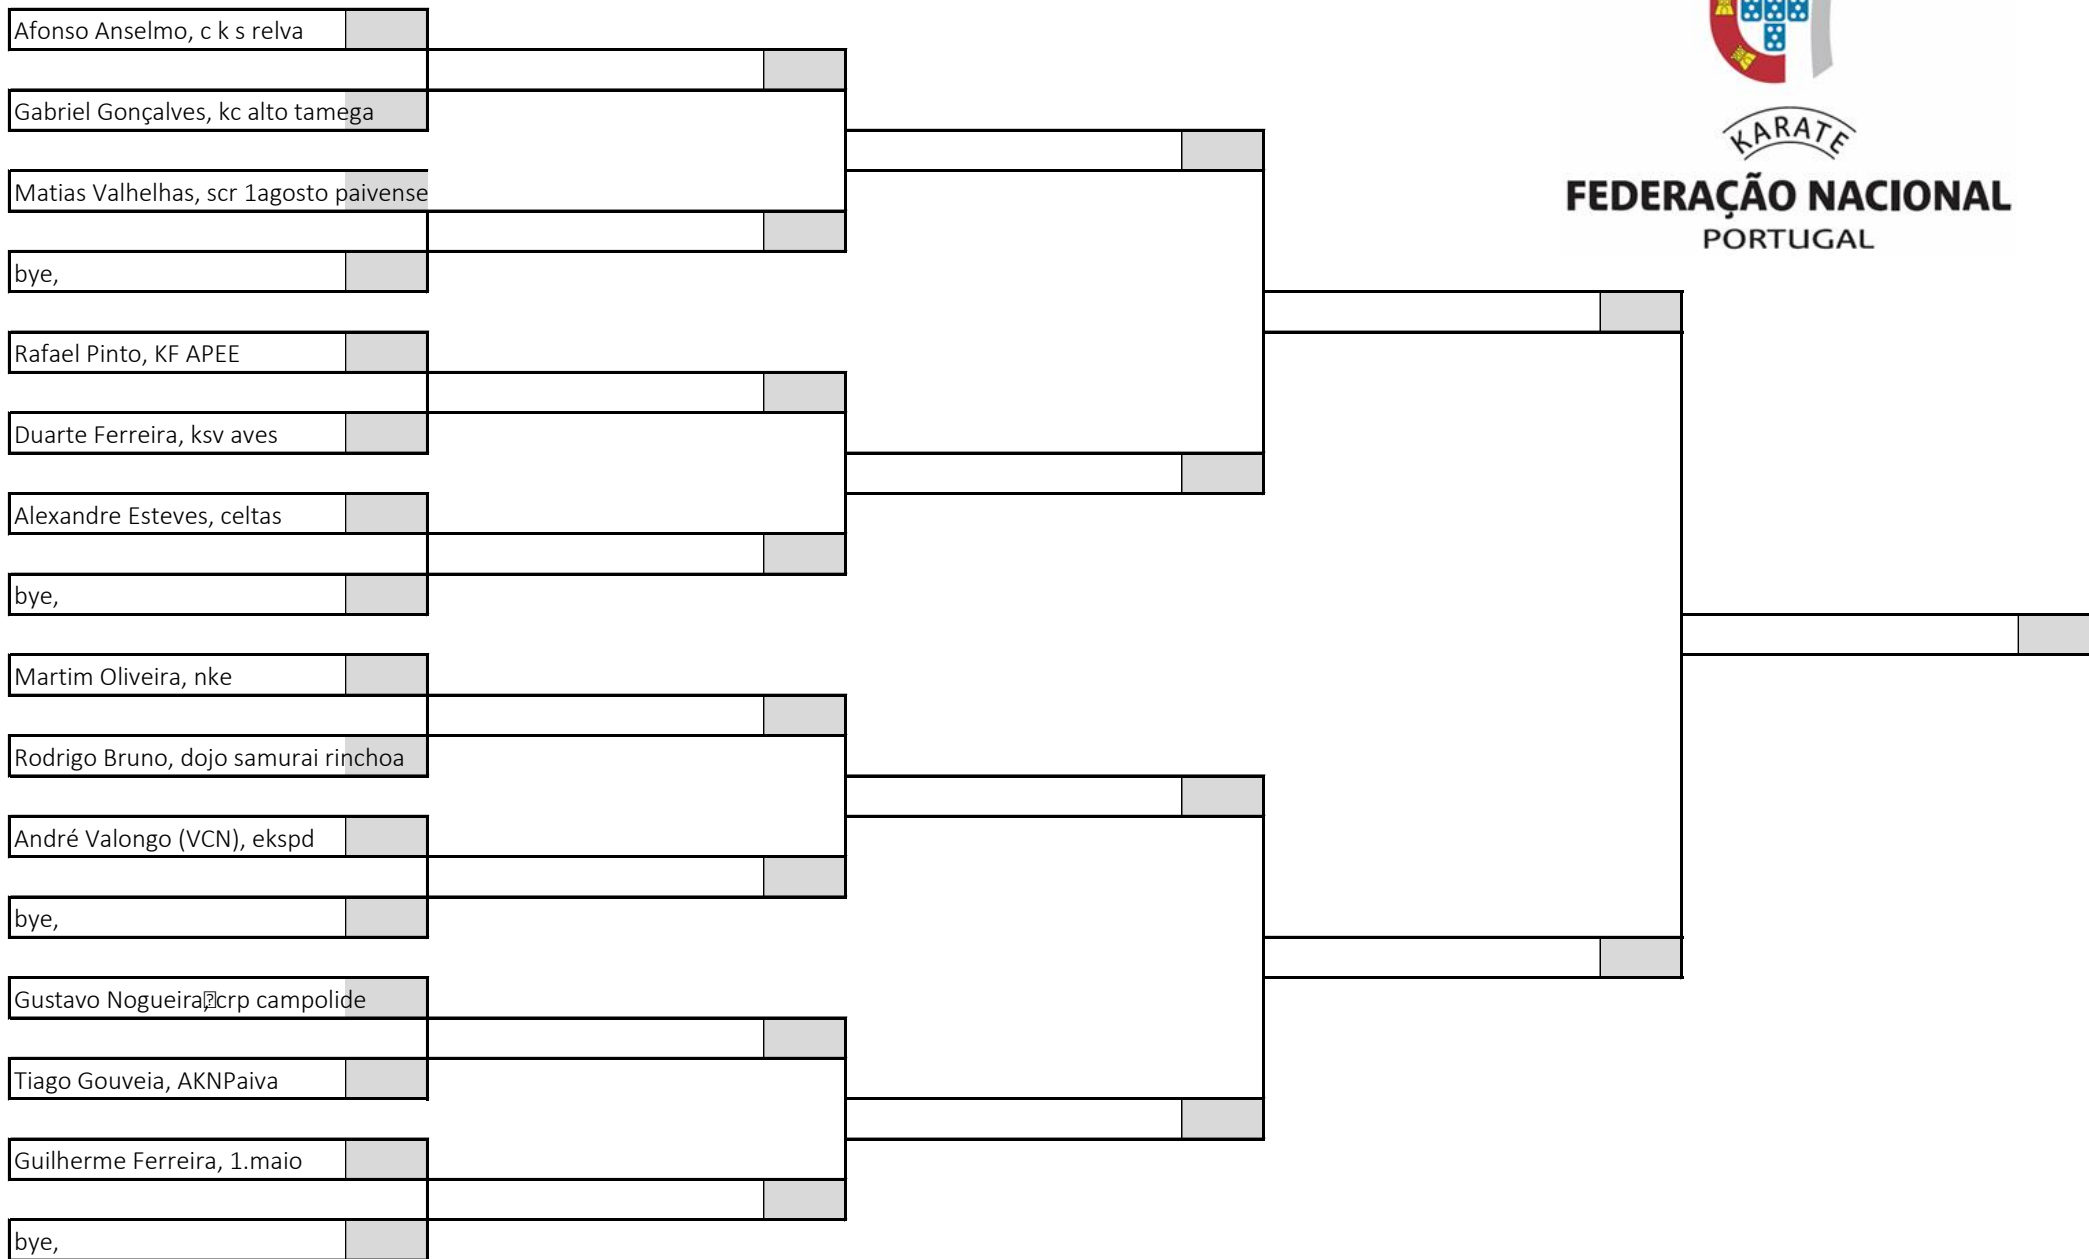 Afonso Anselmo, c k s relva
Gabriel Gonçalves, kc alto tamega
KARATE
Matias Valhelhas, scr 1agosto paivense
FEDERAÇÃO NACIONAL
PORTUGAL
bye,
Rafael Pinto, KF APEE
Duarte Ferreira, ksv aves
Alexandre Esteves, celtas
bye,
Martim Oliveira, nke
Rodrigo Bruno, dojo samurai rinchoa
André Valongo (VCN), ekspd
bye,
Gustavo Nogueira, crp campolide
Tiago Gouveia, AKNPaiva
Guilherme Ferreira, 1.maio
bye,